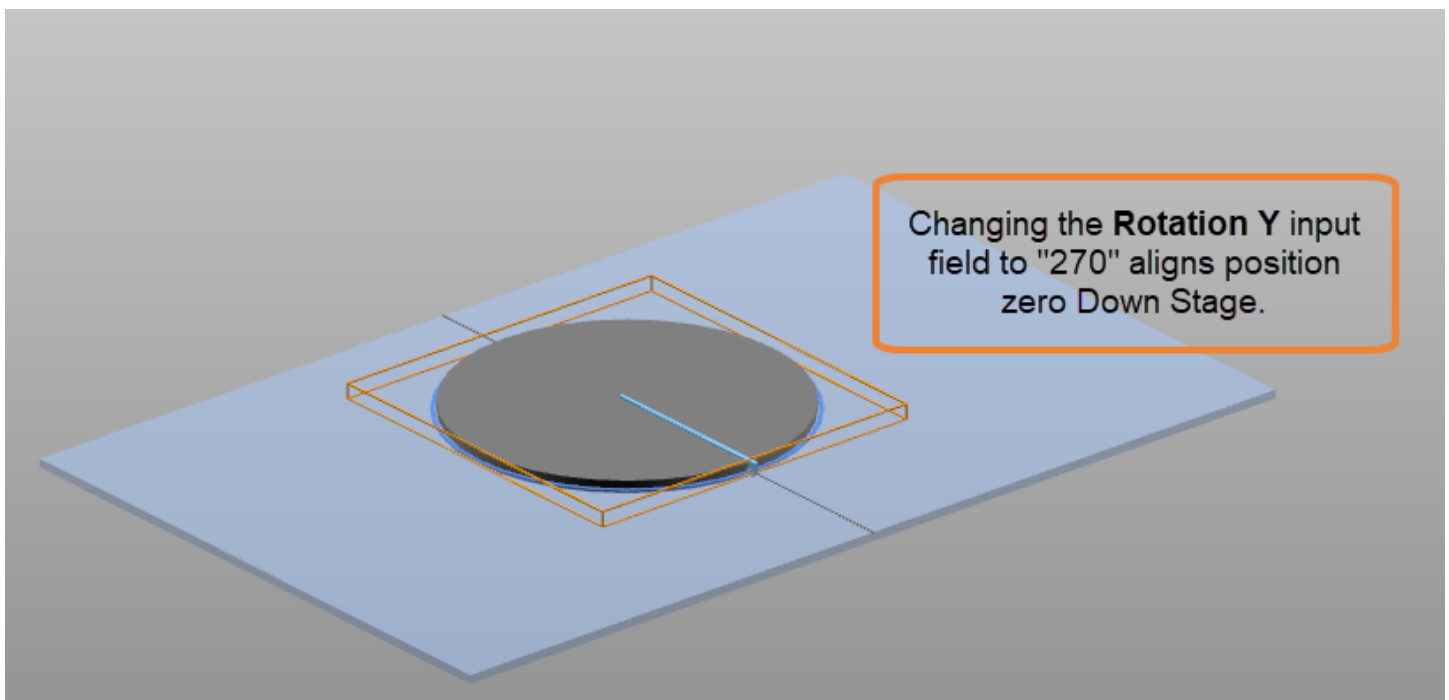 Changing the Rotation Y input
field to "270" aligns position
zero Down Stage.